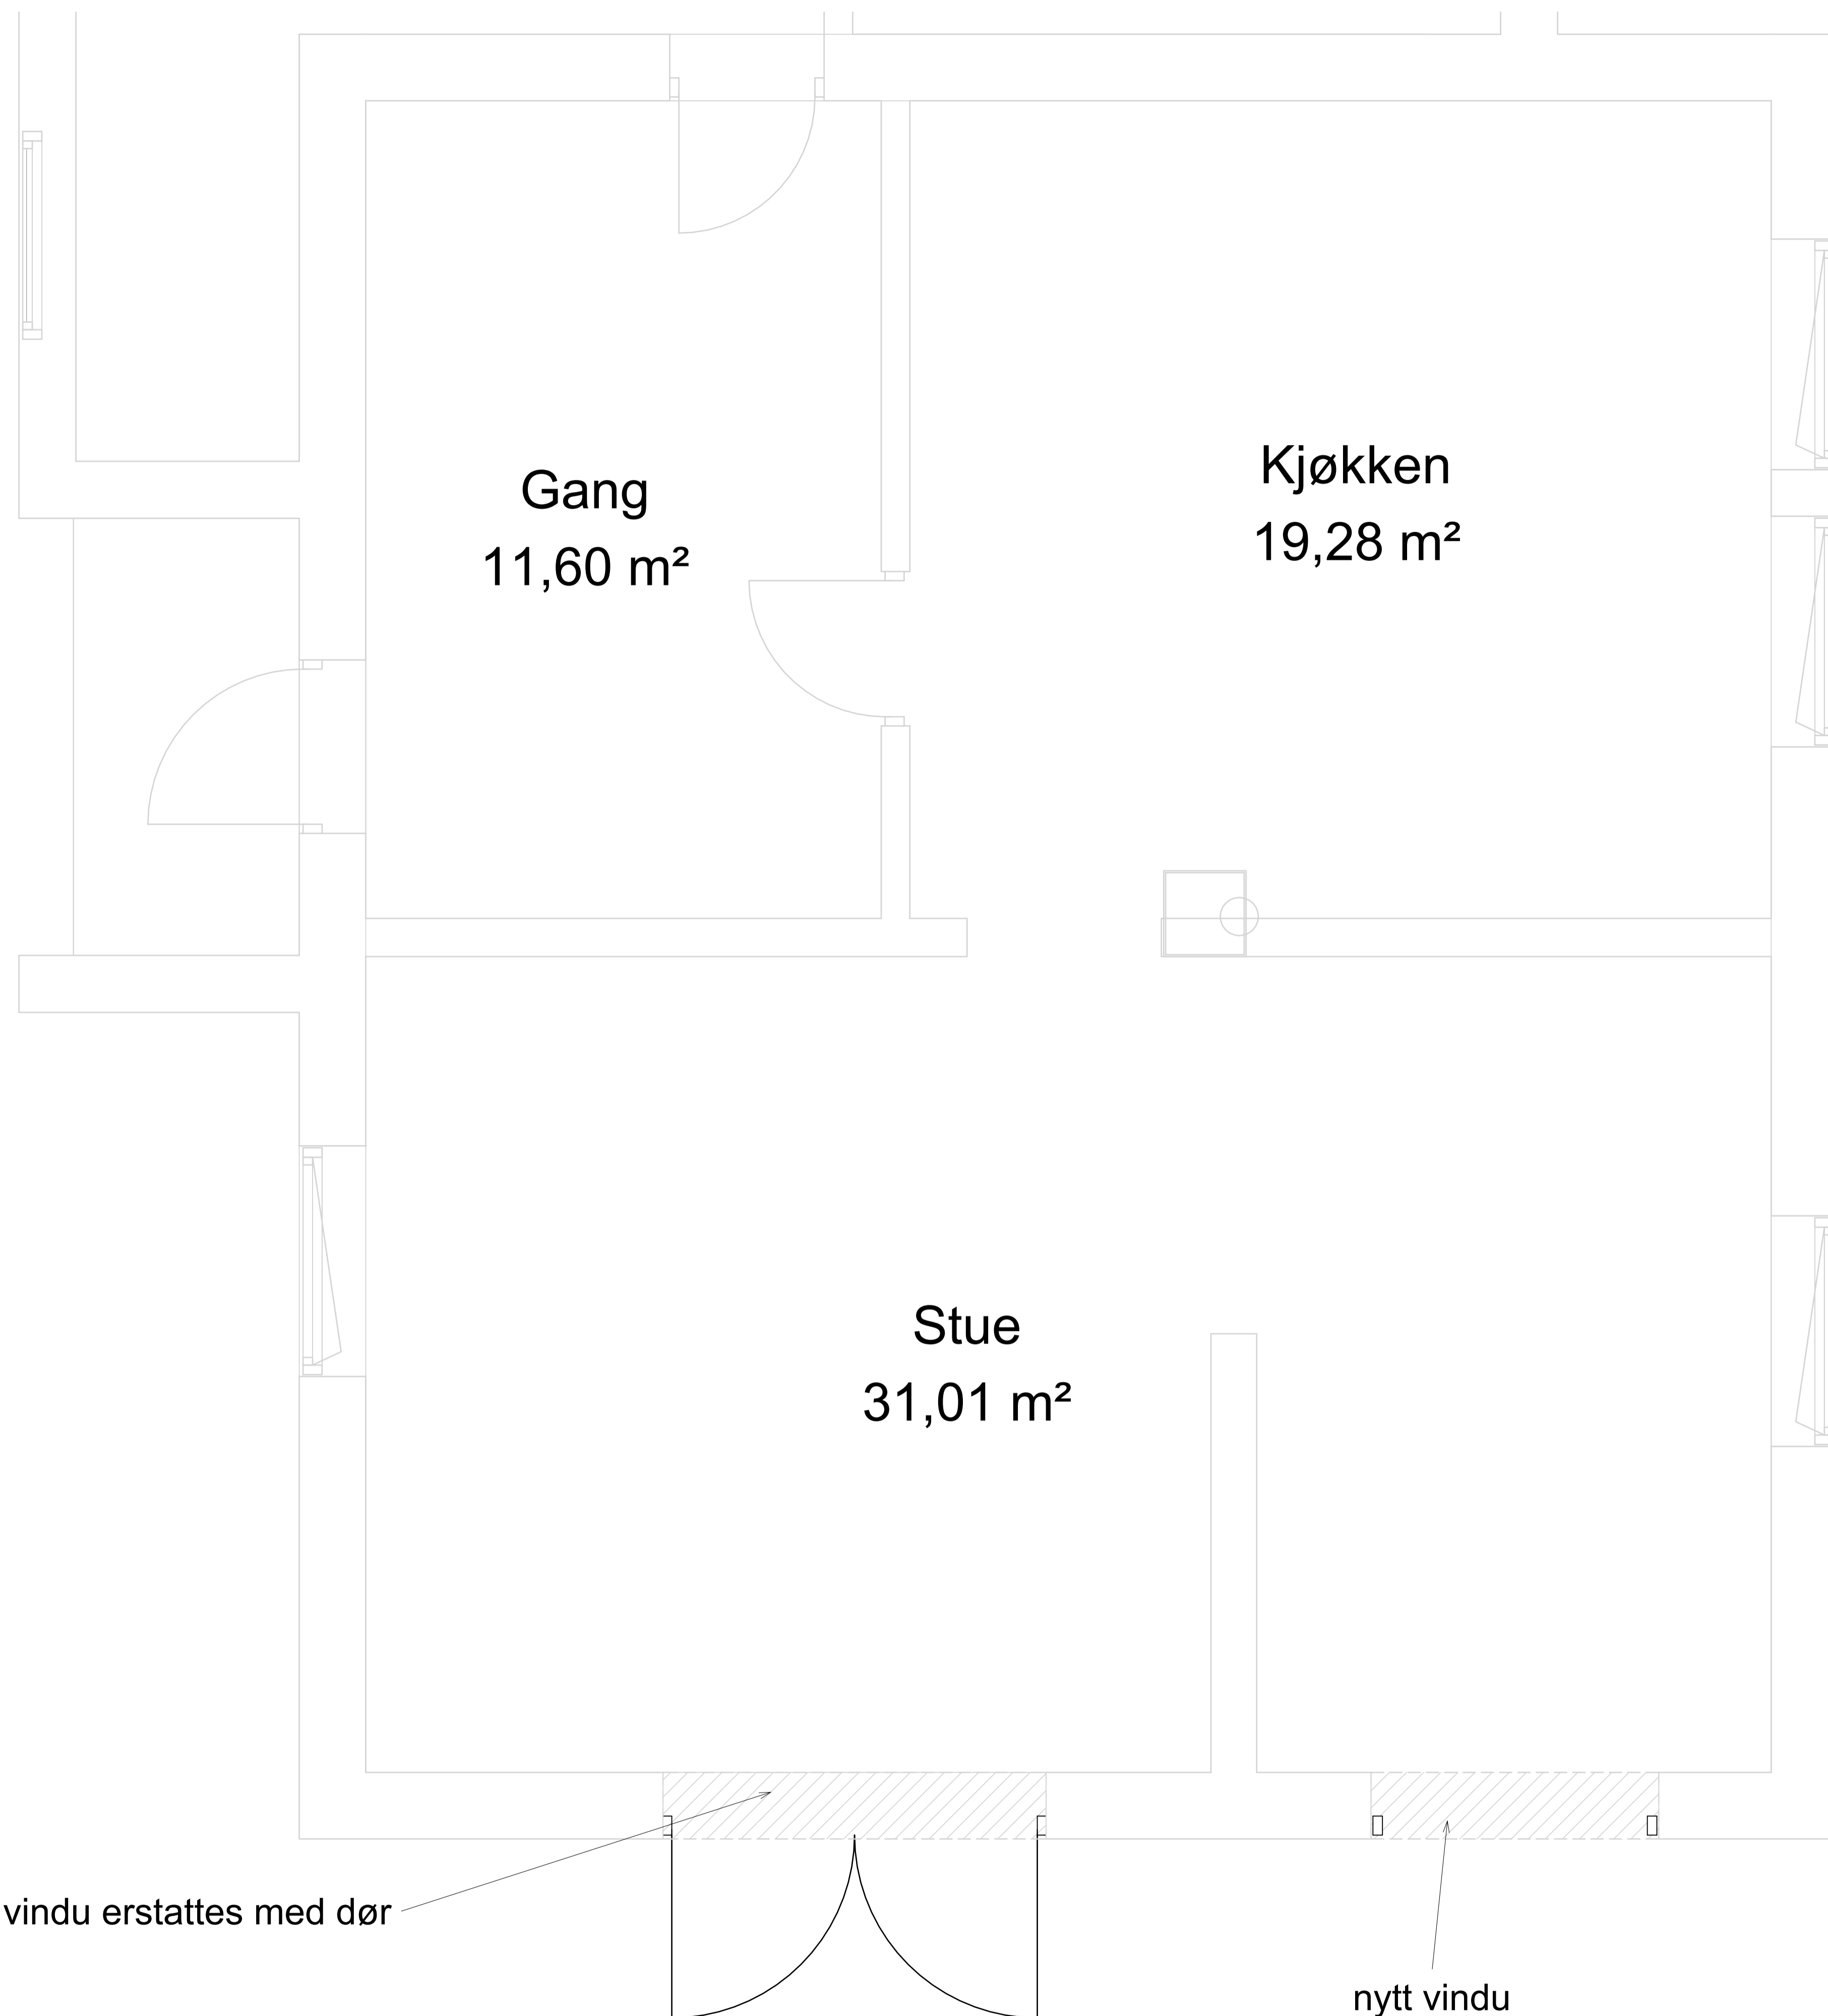 Gang
11,60 m²
Kjøkken
19,28 m²
Stue
31,01 m²
vindu erstattes med dør
nytt vindu